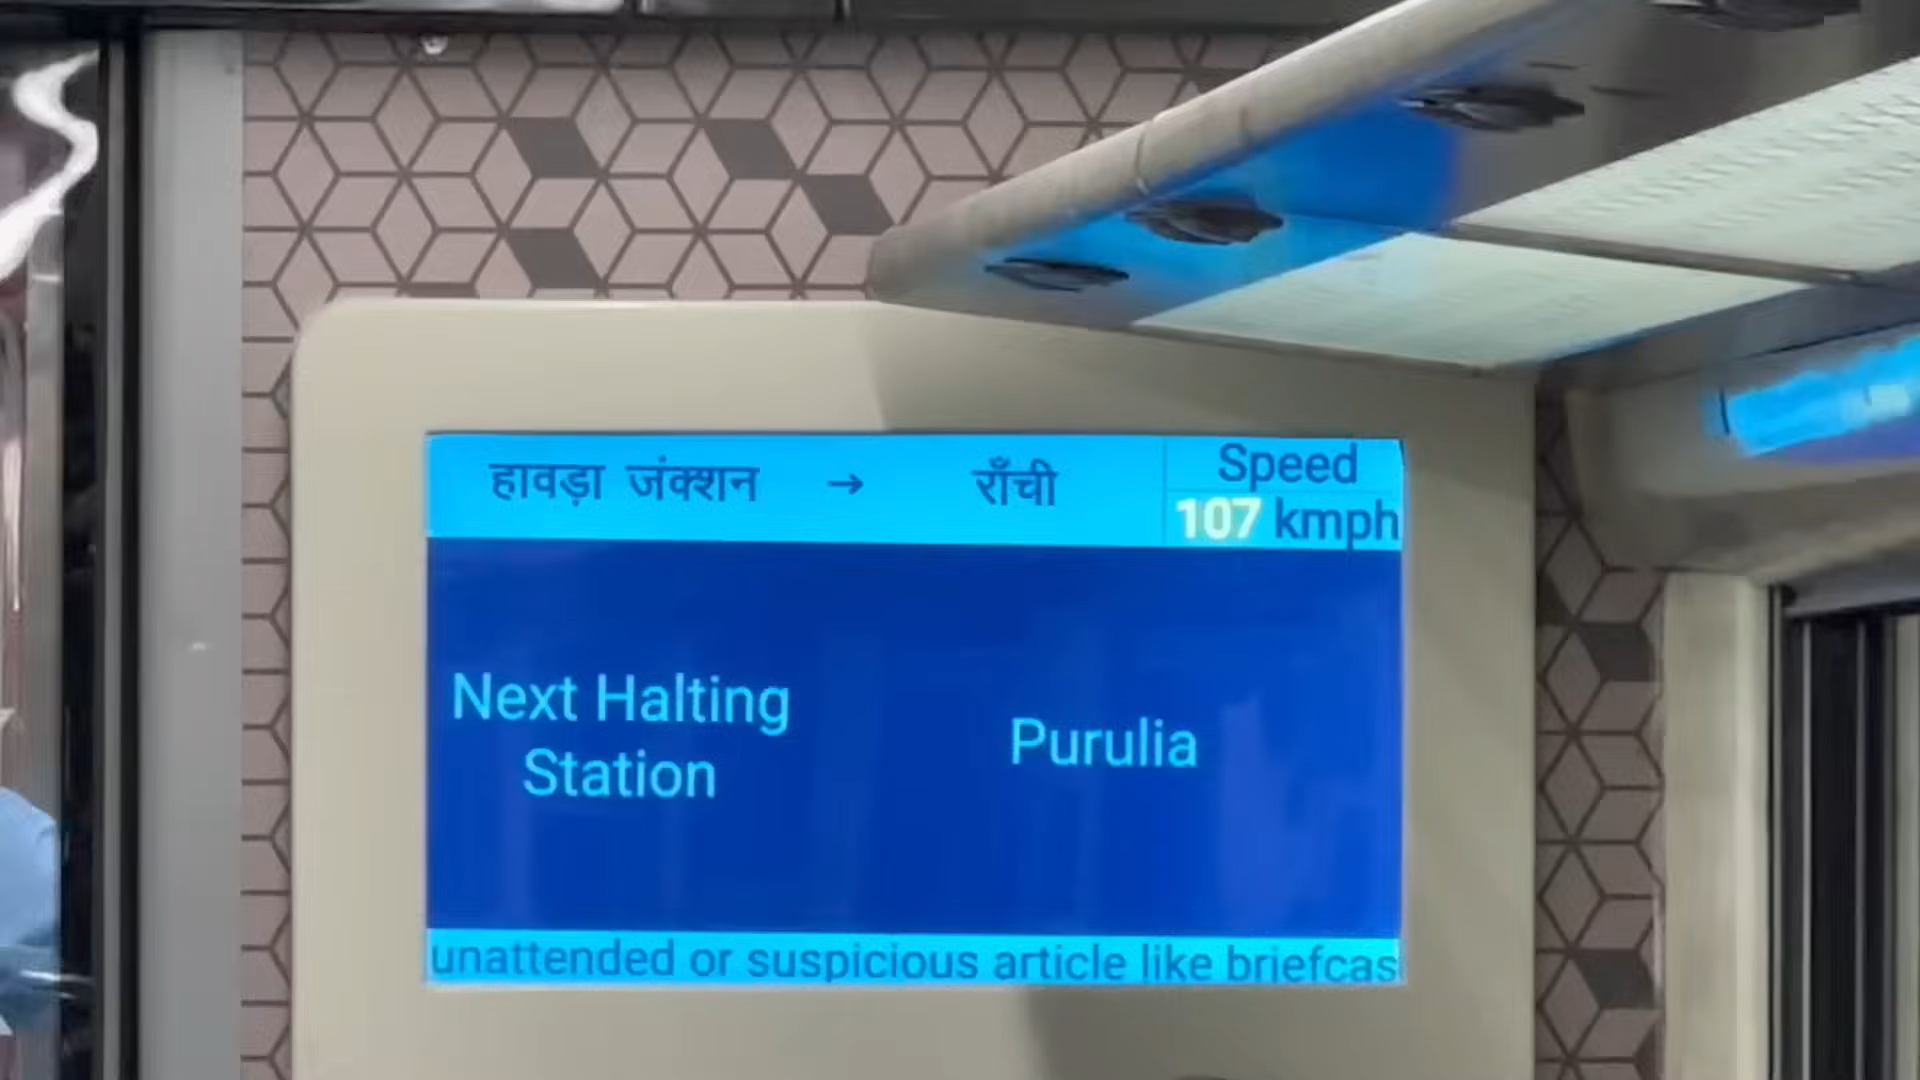 हावड़ा जंक्शन → राँची
Speed
107 kmph
Next Halting
Station
Purulia
unattended or suspicious article like briefcas